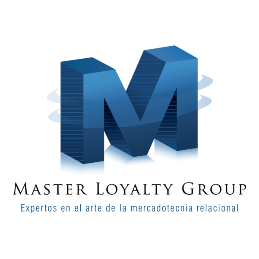 M
MASTER LOYALTY GROUP
Expertos en el arte de la mercadotecnia relacional